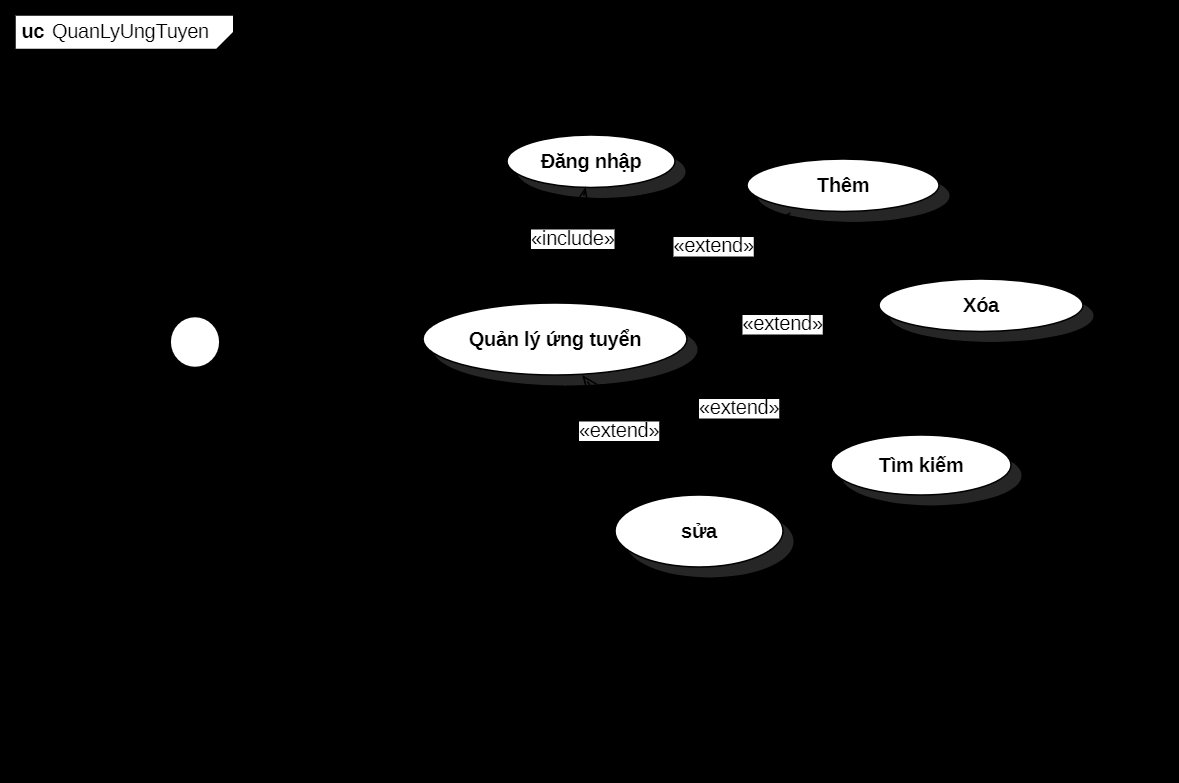 uc QuanLyUngTuyen
Đăng nhập
Thêm
«include»
«extend»
Xóa
«extend»
Quản lý ứng tuyển
«extend»
«extend»
Tìm kiếm
sửa